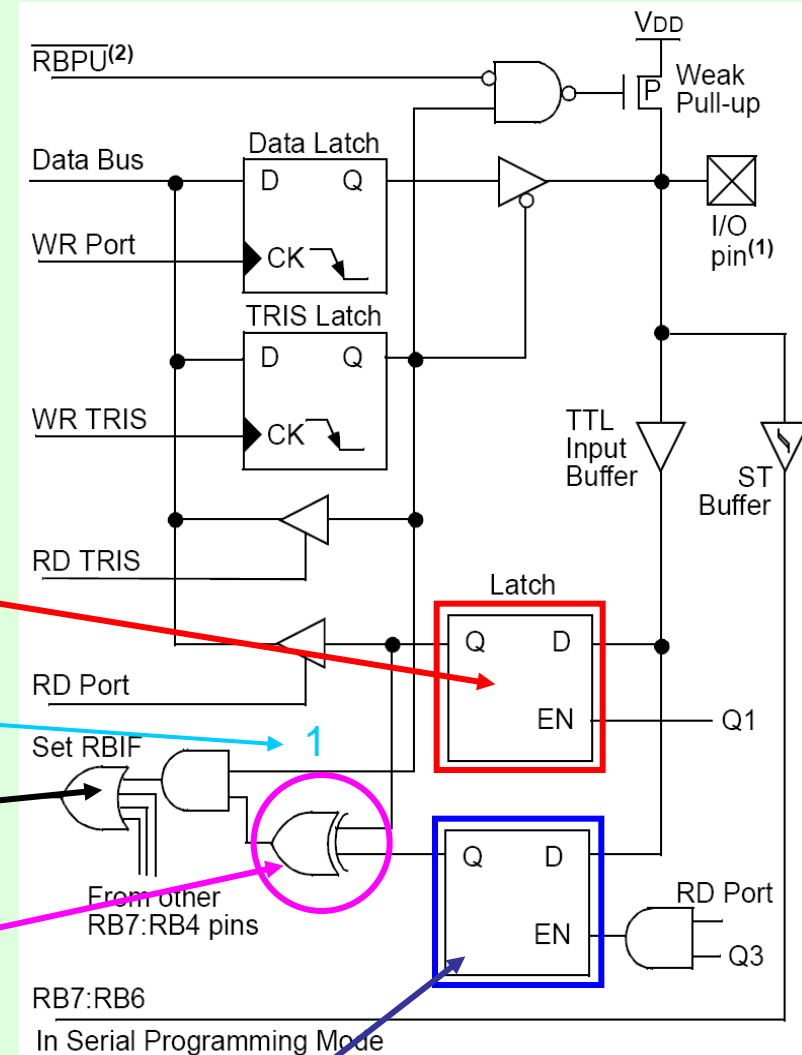 VDD
RBPU(2)
Weak
Pull-up
P
Data Latch
Data Bus
D Q
I/O
pin(1)
WR Port
CK
TRIS Latch
D Q
WR TRIS
CK
TTL
Input
Buffer
ST
Buffer
RD TRIS
Latch
Q D
RD Port
EN
Q1
Set RBIF
1
Q D
RD Port
From other
RB7:RB4 pins
EN
Q3
RB7:RB6
In Serial Programming Mode